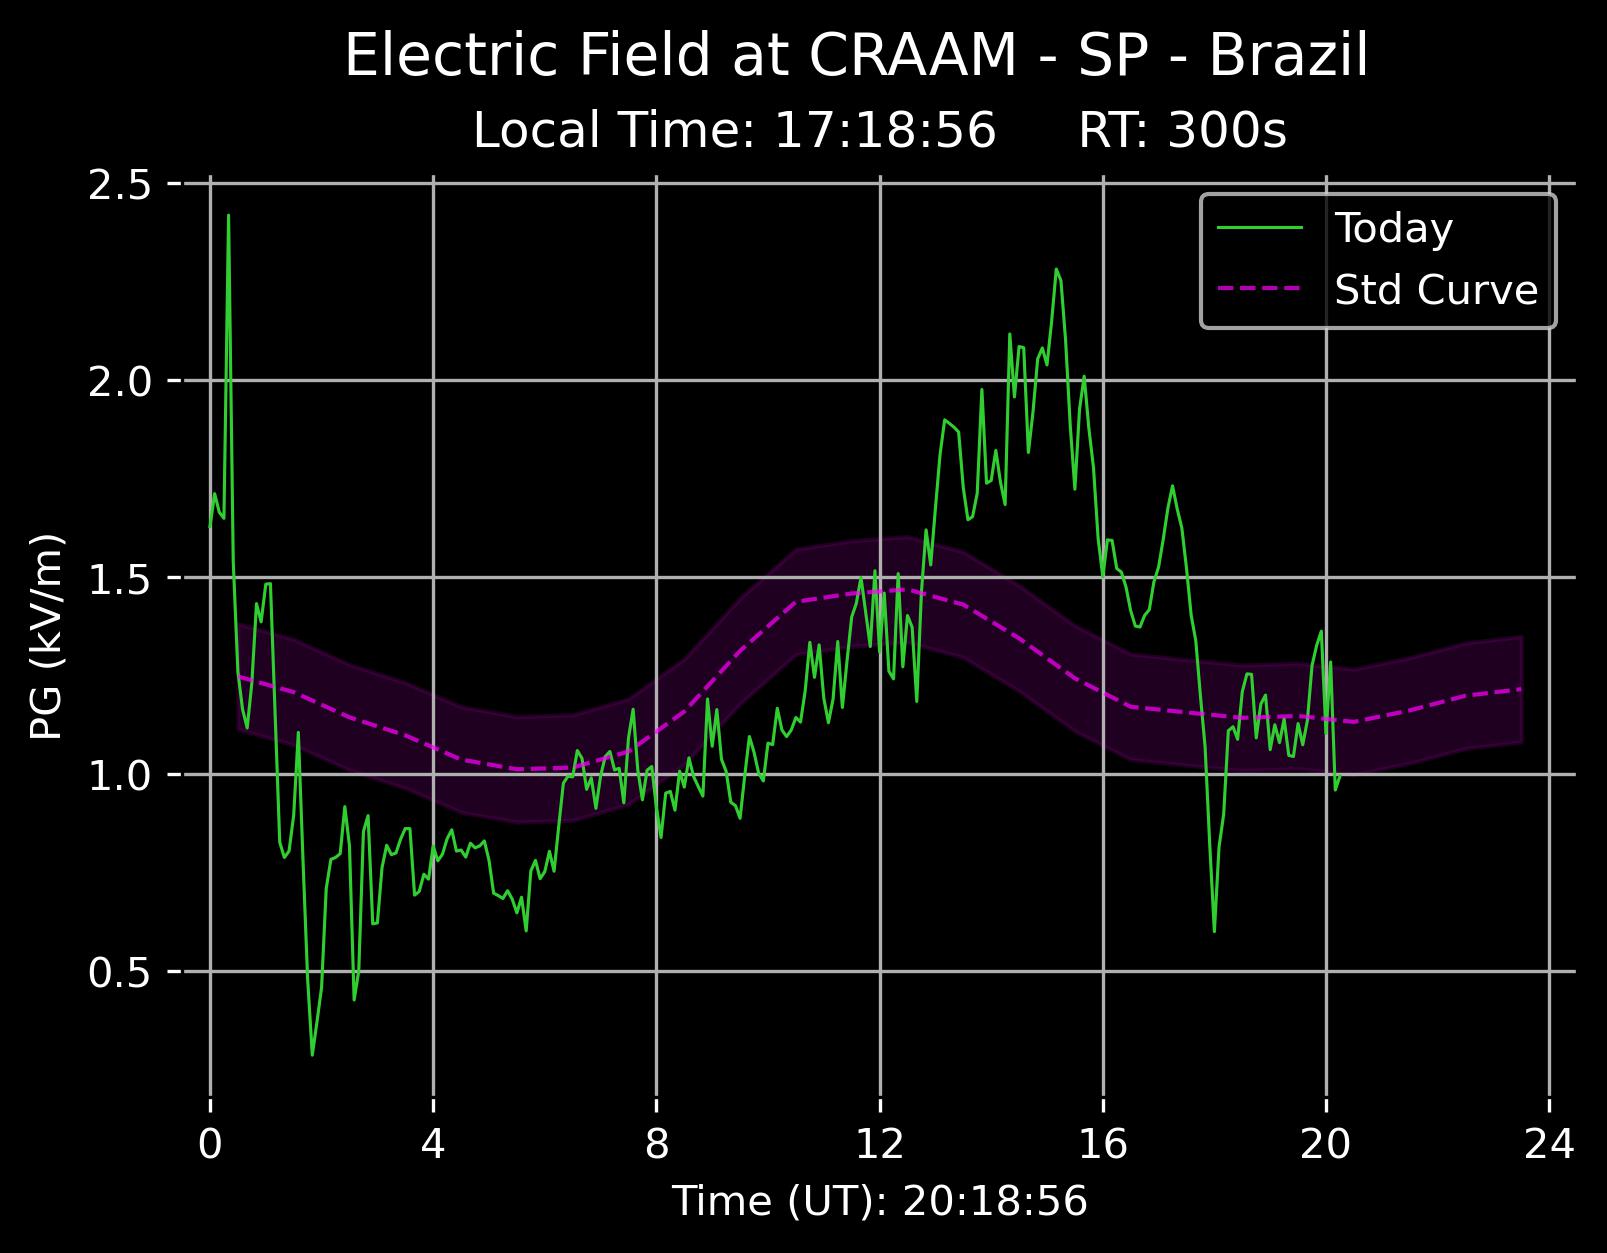 Electric Field at CRAAM - SP - Brazil
Local Time: 17:18:56 RT: 300s
2.5
2.0
1.5
1.0
0.5
PG (kV/m)
Today
Std Curve
0 4 8 12 16 20 24
Time (UT): 20:18:56